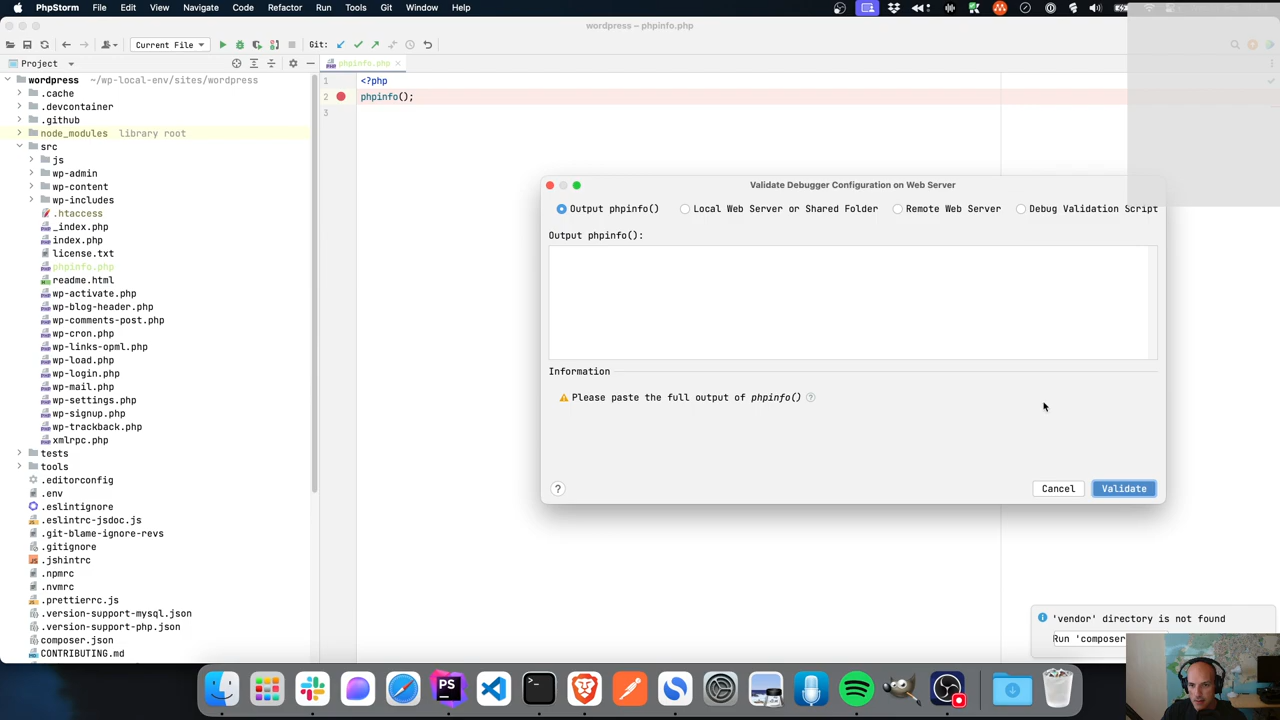 PhpStorm File Edit View Navigate Code Refactor Run Tools Git Window Help
wordpress – phpinfo.php
Current File
Git:
Project
phpinfo.php
wordpress ~/wp-local-env/sites/wordpress
.cache
.devcontainer
.github
node_modules library root
src
js
wp-admin
wp-content
wp-includes
.htaccess
_index.php
index.php
license.txt
phpinfo.php
readme.html
wp-activate.php
wp-blog-header.php
wp-comments-post.php
wp-cron.php
wp-links-opml.php
wp-load.php
wp-login.php
wp-mail.php
wp-settings.php
wp-signup.php
wp-trackback.php
xmlrpc.php
tests
tools
.editorconfig
.env
.eslintignore
.eslintrc-jsdoc.js
.git-blame-ignore-revs
.gitignore
.jshintrc
.npmrc
.nvmrc
.prettierrc.js
.version-support-mysql.json
.version-support-php.json
composer.json
CONTRIBUTING.md
1 <?php
2 phpinfo();
3
Validate Debugger Configuration on Web Server
Output phpinfo() Local Web Server or Shared Folder Remote Web Server Debug Validation Script
Output phpinfo():
Information
Please paste the full output of phpinfo() ?
? Cancel Validate
'vendor' directory is not found
Run 'composer
PS